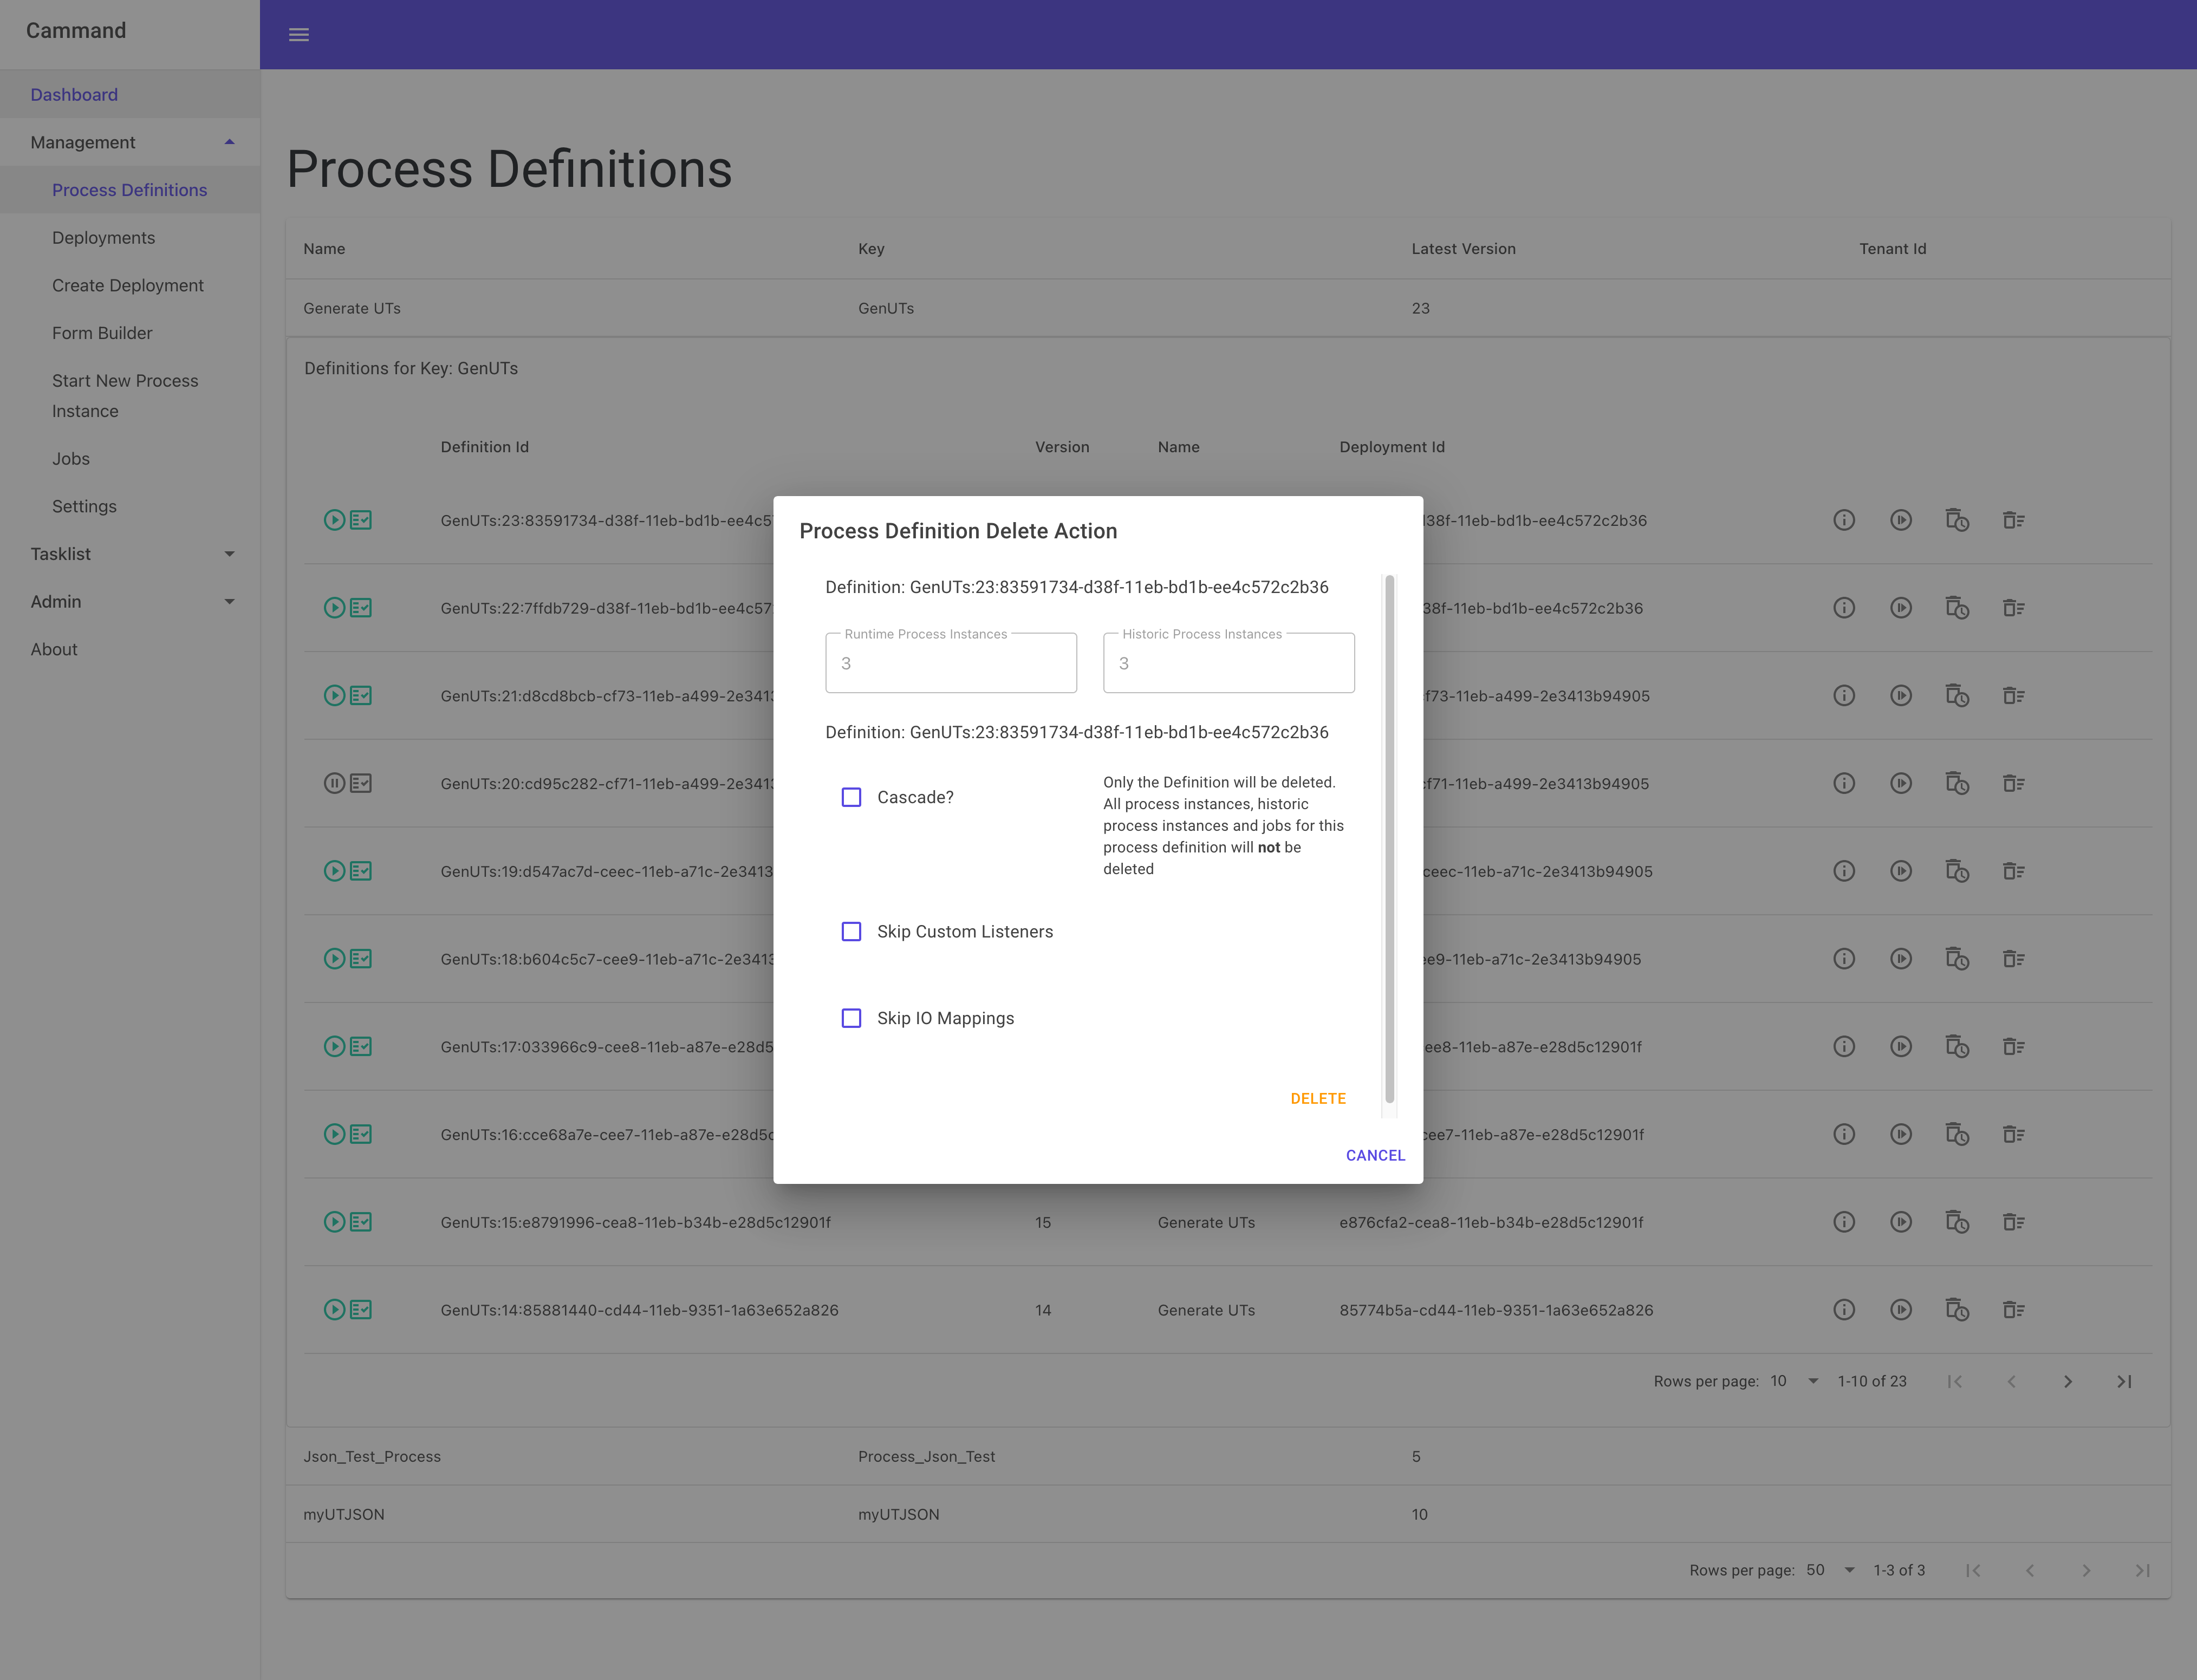 Cammand
Dashboard
Management
Process Definitions
Deployments
Create Deployment
Form Builder
Start New Process
Instance
Jobs
Settings
Tasklist
Admin
About
Process Definitions
Name Key Latest Version Tenant Id
Generate UTs GenUTs 23
Definitions for Key: GenUTs
Definition Id Version Name Deployment Id
GenUTs:23:83591734-d38f-11eb-bd1b-ee4c5 38f-11eb-bd1b-ee4c572c2b36
GenUTs:22:7ffdb729-d38f-11eb-bd1b-ee4c57 38f-11eb-bd1b-ee4c572c2b36
GenUTs:21:d8cd8bcb-cf73-11eb-a499-2e3413 f73-11eb-a499-2e3413b94905
GenUTs:20:cd95c282-cf71-11eb-a499-2e3413 f71-11eb-a499-2e3413b94905
GenUTs:19:d547ac7d-ceec-11eb-a71c-2e3413 ceec-11eb-a71c-2e3413b94905
GenUTs:18:b604c5c7-cee9-11eb-a71c-2e3413 ee9-11eb-a71c-2e3413b94905
GenUTs:17:033966c9-cee8-11eb-a87e-e28d5 ee8-11eb-a87e-e28d5c12901f
GenUTs:16:cce68a7e-cee7-11eb-a87e-e28d5c cee7-11eb-a87e-e28d5c12901f
GenUTs:15:e8791996-cea8-11eb-b34b-e28d5c12901f 15 Generate UTs e876cfa2-cea8-11eb-b34b-e28d5c12901f
GenUTs:14:85881440-cd44-11eb-9351-1a63e652a826 14 Generate UTs 85774b5a-cd44-11eb-9351-1a63e652a826
Rows per page: 10 1-10 of 23
Json_Test_Process Process_Json_Test 5
myUTJSON myUTJSON 10
Rows per page: 50 1-3 of 3
Process Definition Delete Action
Definition: GenUTs:23:83591734-d38f-11eb-bd1b-ee4c572c2b36
Runtime Process Instances Historic Process Instances
3 3
Definition: GenUTs:23:83591734-d38f-11eb-bd1b-ee4c572c2b36
Cascade?
Only the Definition will be deleted.
All process instances, historic
process instances and jobs for this
process definition will not be
deleted
Skip Custom Listeners
Skip IO Mappings
DELETE
CANCEL